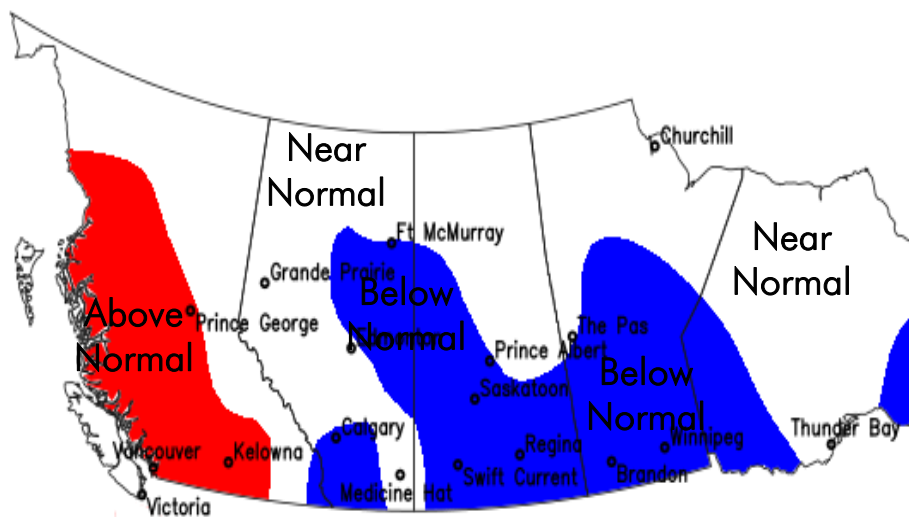 Churchill
Near
Normal
Ft McMurray
Near
Normal
Grande Prairie
Below
Normal
Above
Normal
Prince George
The Pas
Prince Albert
Below
Normal
Saskatoon
Calgary
Regina
Winnipeg
Thunder Bay
Vancouver
Kelowna
Medicine Hat
Swift Current
Brandon
Victoria